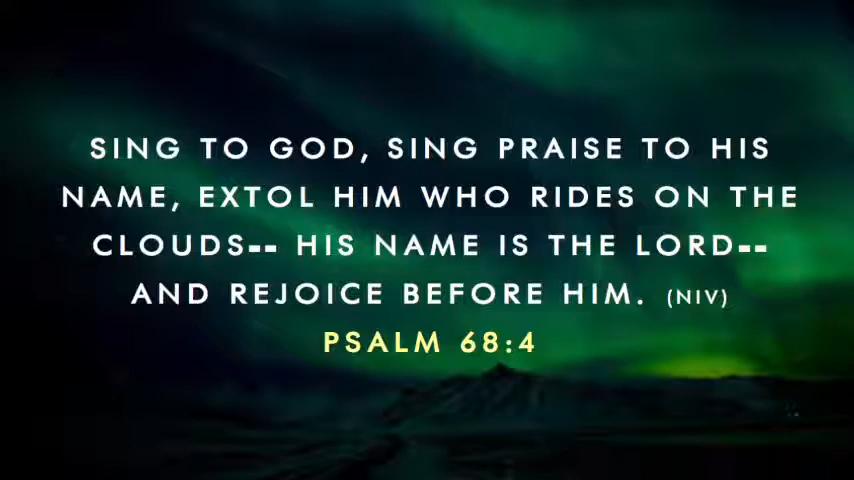 SING TO GOD, SING PRAISE TO HIS
NAME, EXTOL HIM WHO RIDES ON THE
CLOUDS-- HIS NAME IS THE LORD--
AND REJOICE BEFORE HIM. (NIV)
PSALM 68:4